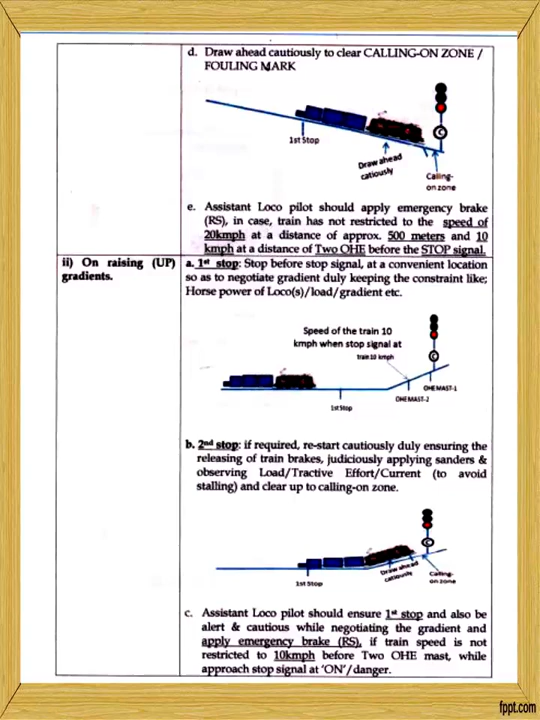 d. Draw ahead cautiously to clear CALLING-ON ZONE /
FOULING MARK
1st Stop
Draw ahead
catiously
Calling-
on zone
e. Assistant Loco pilot should apply emergency brake
(RS), in case, train has not restricted to the speed of
20kmph at a distance of approx. 500 meters and 10
kmph at a distance of Two OHE before the STOP signal.
ii) On raising (UP)
gradients.
a. 1st stop: Stop before stop signal, at a convenient location
so as to negotiate gradient duly keeping the constraint like;
Horse power of Loco(s)/load/gradient etc.
Speed of the train 10
kmph when stop signal at
train 10 kmph
C
OHE MAST-1
OHE MAST-2
1st Stop
b. 2nd stop: if required, re-start cautiously duly ensuring the
releasing of train brakes, judiciously applying sanders &
observing Load/Tractive Effort/Current (to avoid
stalling) and clear up to calling-on zone.
C
Draw ahead
catiously
Calling-
on zone
1st Stop
c. Assistant Loco pilot should ensure 1st stop and also be
alert & cautious while negotiating the gradient and
apply emergency brake (RS), if train speed is not
restricted to 10kmph before Two OHE mast, while
approach stop signal at 'ON'/danger.
fppt.com